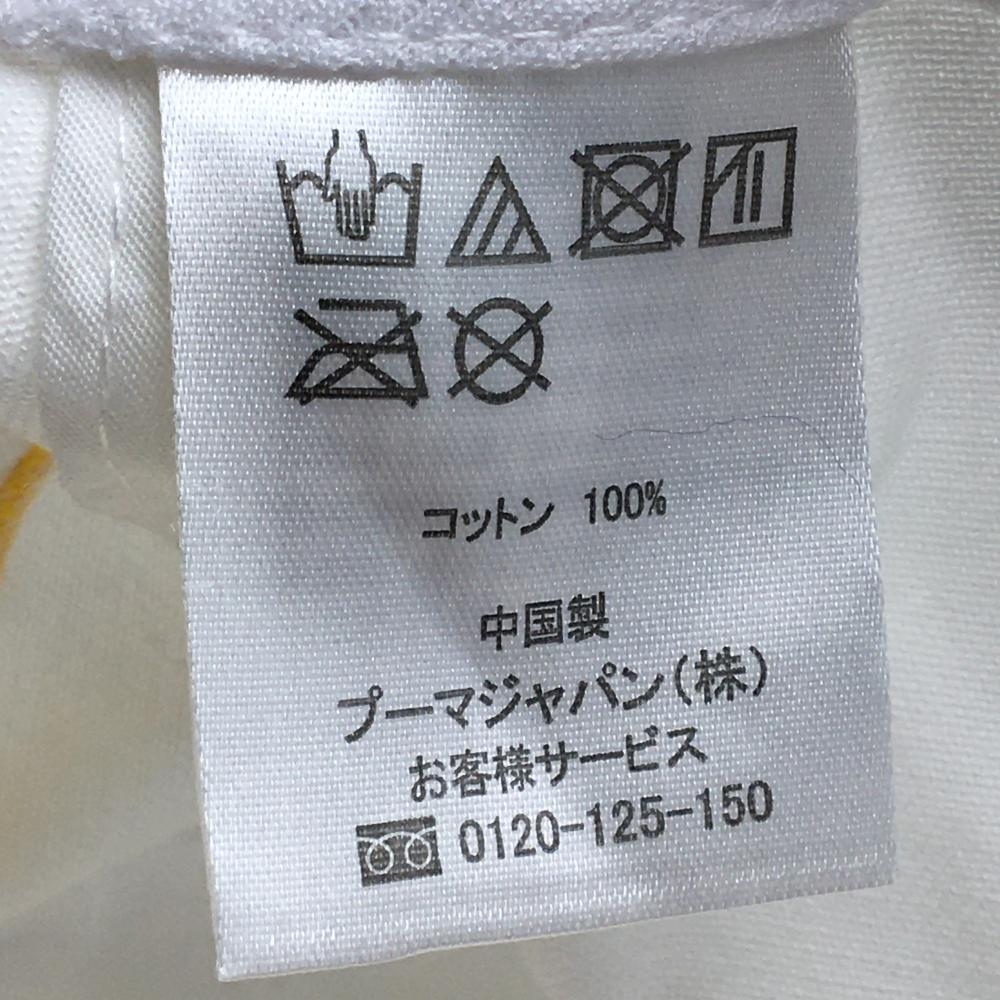 コットン 100%
中国製
プーマジャパン(株)
お客様サービス
0120-125-150